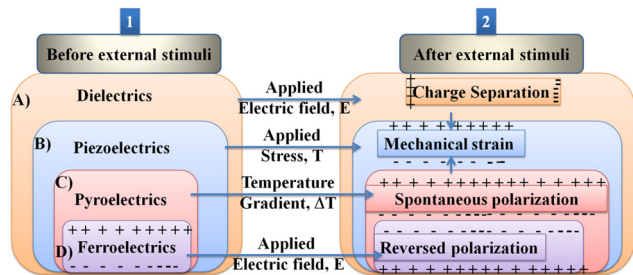 1
2
Before external stimuli
After external stimuli
A)
Dielectrics
Applied
Electric field, E
Charge Separation
B)
Piezoelectrics
Applied
Stress, T
Mechanical strain
C)
Pyroelectrics
Temperature
Gradient, ΔT
Spontaneous polarization
D)
Ferroelectrics
Applied
Electric field, E
Reversed polarization